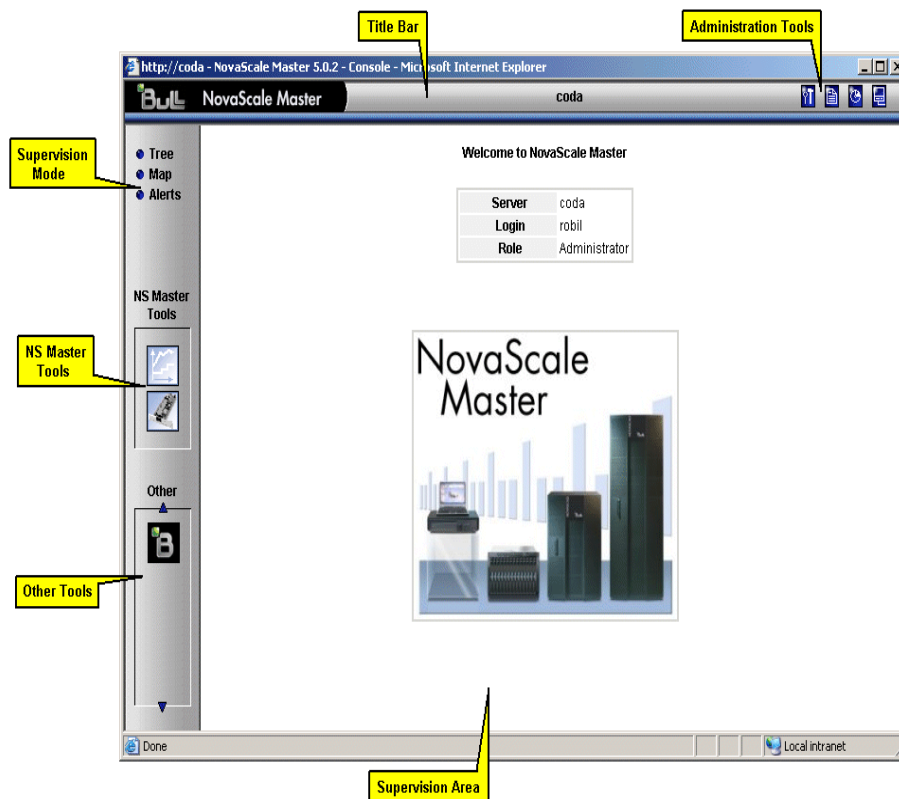 Title Bar
Administration Tools
http://coda - NovaScale Master 5.0.2 - Console - Microsoft Internet Explorer
Bull NovaScale Master
coda
Supervision
Mode
Tree
Map
Alerts
Welcome to NovaScale Master
Server coda
Login robil
Role Administrator
NS Master
Tools
NS Master
Tools
NovaScale
Master
Other
B
Other Tools
Done
Local intranet
Supervision Area